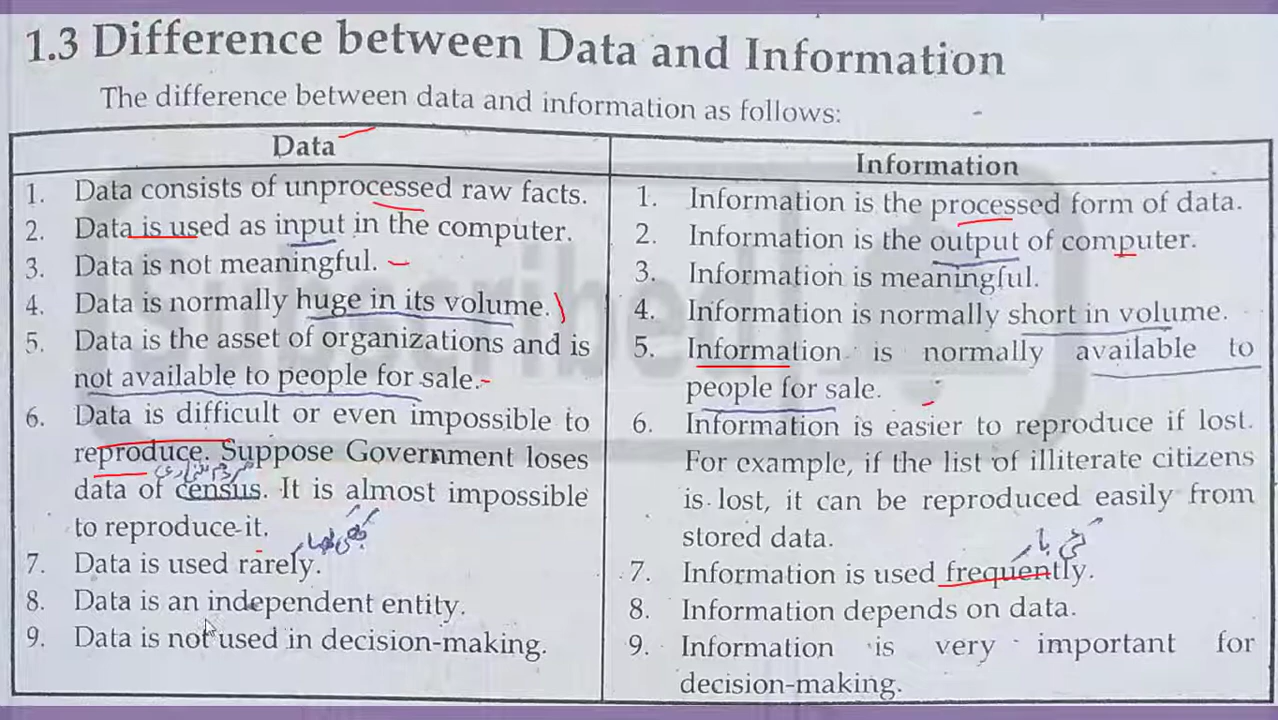 1.3 Difference between Data and Information
The difference between data and information as follows:
Data
1. Data consists of unprocessed raw facts.
2. Data is used as input in the computer.
3. Data is not meaningful.
4. Data is normally huge in its volume.
5. Data is the asset of organizations and is
not available to people for sale.
6. Data is difficult or even impossible to
reproduce. Suppose Government loses
مردم شماری
data of census. It is almost impossible
to reproduce it.
کبھی کبھار
7. Data is used rarely.
8. Data is an independent entity.
9. Data is not used in decision-making.
Information
1. Information is the processed form of data.
2. Information is the output of computer.
3. Information is meaningful.
4. Information is normally short in volume.
5. Information is normally available to
people for sale.
6. Information is easier to reproduce if lost.
For example, if the list of illiterate citizens
is lost, it can be reproduced easily from
stored data.
کئی بار
7. Information is used frequently.
8. Information depends on data.
9. Information is very important for
decision-making.
Subscribed